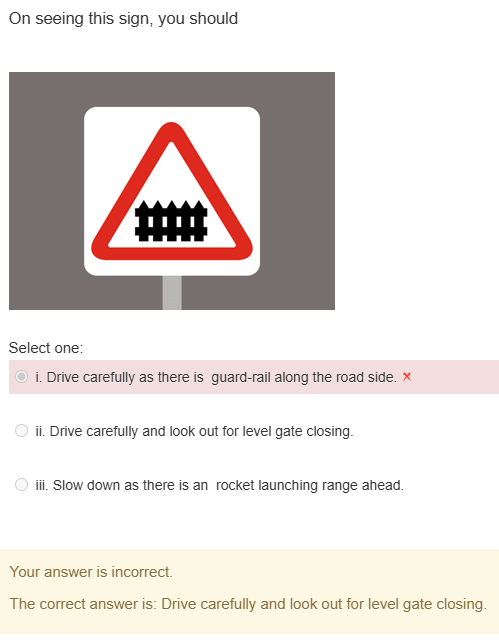 On seeing this sign, you should
Select one:
i. Drive carefully as there is  guard-rail along the road side.
ii. Drive carefully and look out for level gate closing.
iii. Slow down as there is an  rocket launching range ahead.
Your answer is incorrect.
The correct answer is: Drive carefully and look out for level gate closing.